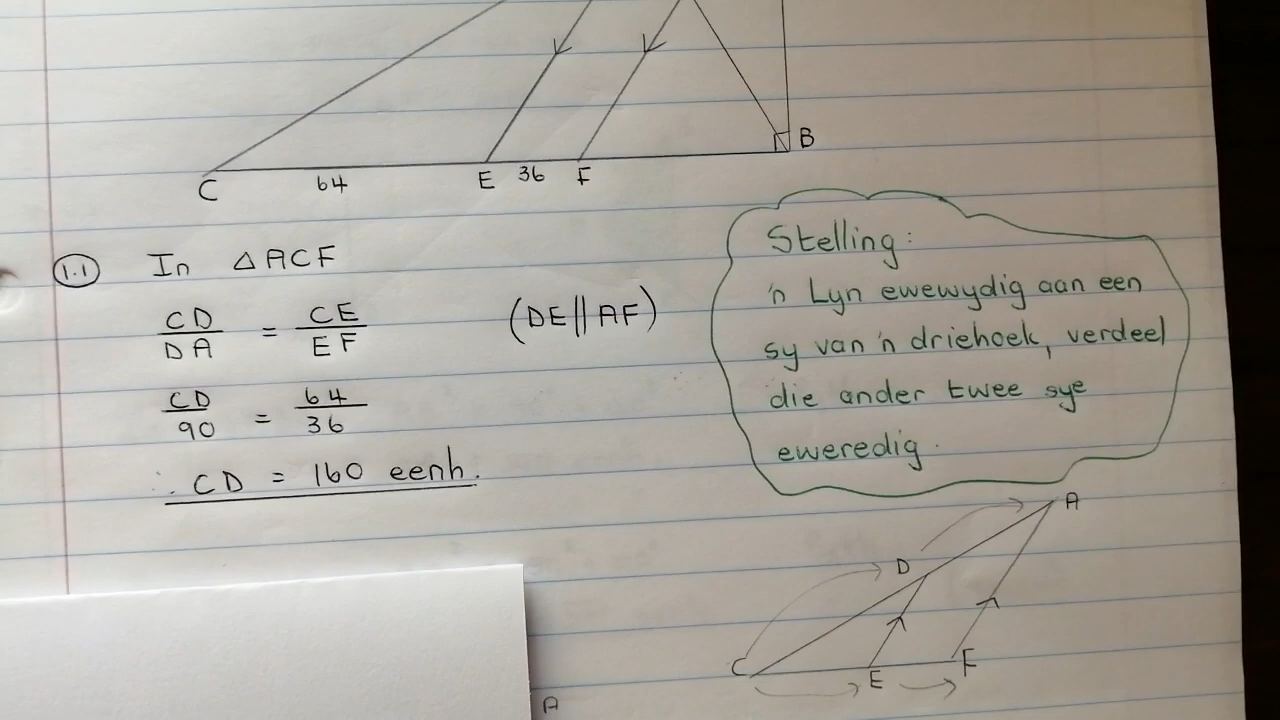 B
C 64 E 36 F
1.1 In △ACF
CD/DA = CE/EF (DE||AF)
CD/90 = 64/36
∴ CD = 160 eenh.
Stelling:
'n Lyn ewewydig aan een
sy van 'n driehoek, verdeel
die ander twee sye
eweredig.
A
D
C E F
A